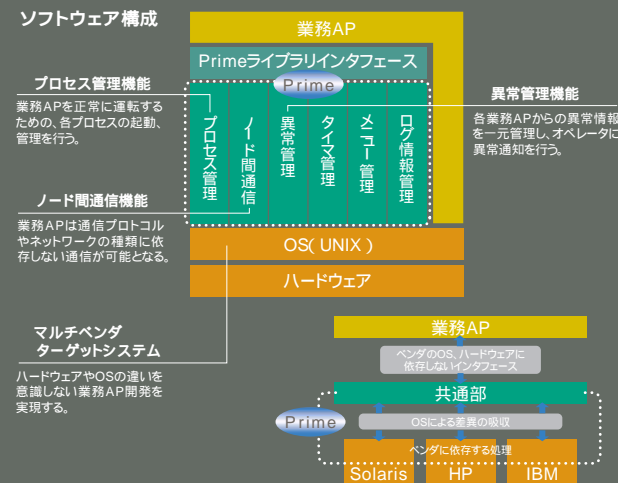 ソフトウェア構成
業務AP
Primeライブラリインタフェース
Prime
プロセス管理
ノード間通信
異常管理
タイマ管理
メニュー管理
ログ情報管理
OS(UNIX)
ハードウェア
プロセス管理機能
業務APを正常に運転する
ための、各プロセスの起動、
管理を行う。
ノード間通信機能
業務APは通信プロトコル
やネットワークの種類に依
存しない通信が可能となる。
マルチベンダ
ターゲットシステム
ハードウェアやOSの違いを
意識しない業務AP開発を
実現する。
異常管理機能
各業務APからの異常情報
を一元管理し、オペレータに
異常通知を行う。
業務AP
ベンダのOS、ハードウェアに
依存しないインタフェース
共通部
Prime
OSによる差異の吸収
ベンダに依存する処理
Solaris
HP
IBM